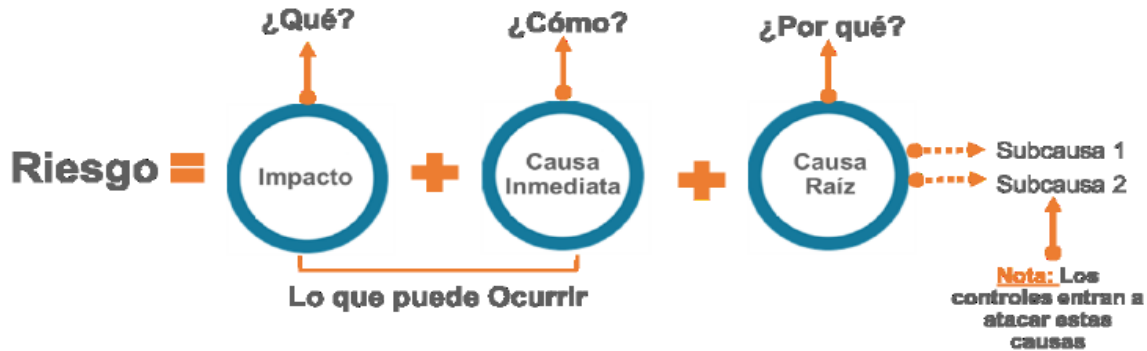 ¿Qué?
¿Cómo?
¿Por qué?
Riesgo =
Impacto
+
Causa
Inmediata
+
Causa
Raíz
Subcausa 1
Subcausa 2
Lo que puede Ocurrir
Nota: Los
controles entran a
atacar estas
causas